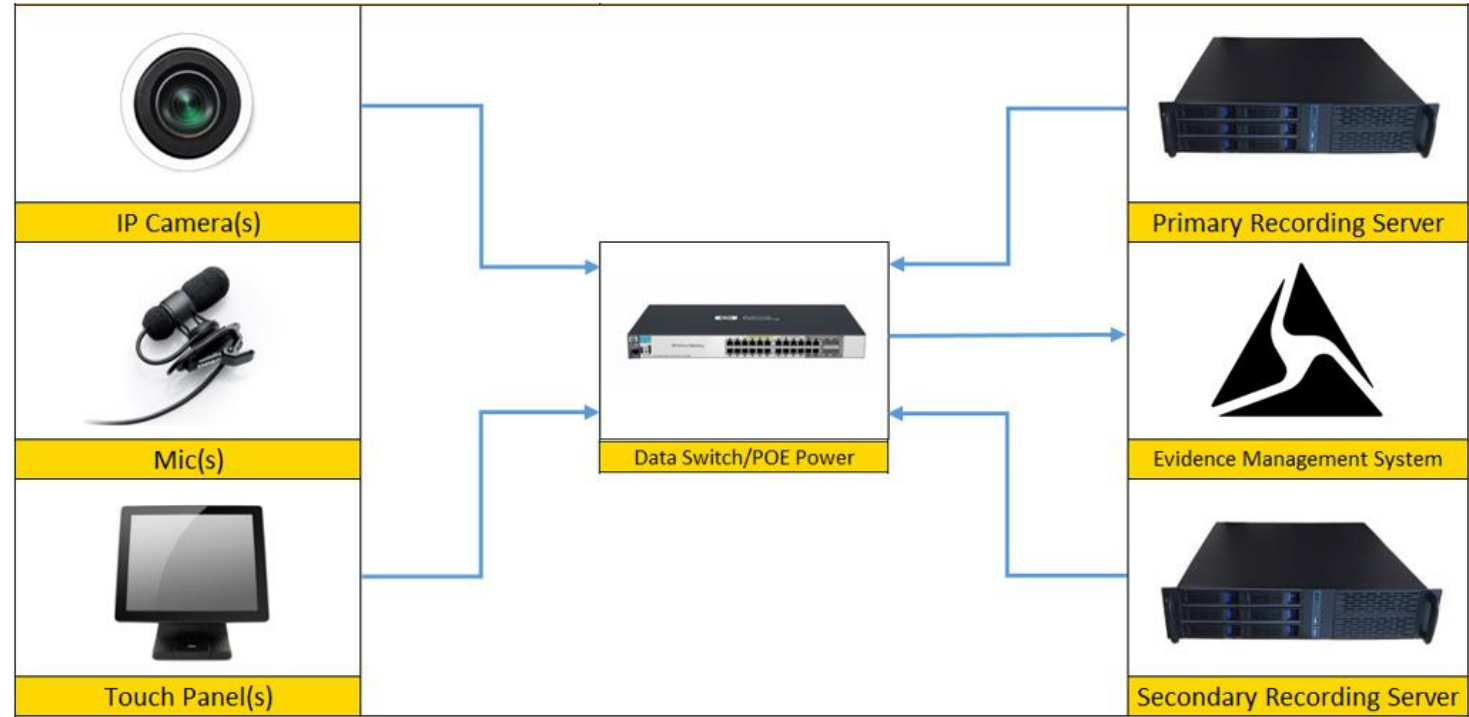 IP Camera(s)
Mic(s)
Touch Panel(s)
Data Switch/POE Power
Primary Recording Server
Evidence Management System
Secondary Recording Server